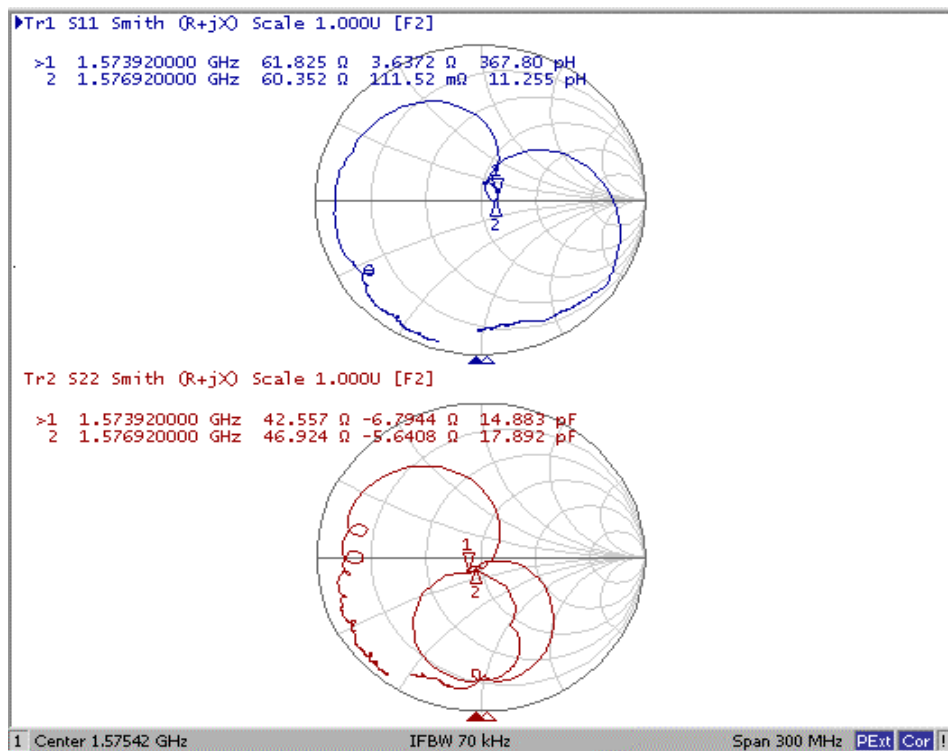 Tr1 S11 Smith (R+jX) Scale 1.000U [F2]
>1 1.573920000 GHz 61.825 Ω 3.6372 Ω 367.80 pH
2 1.576920000 GHz 60.352 Ω 111.52 mΩ 11.255 pH
2
Tr2 S22 Smith (R+jX) Scale 1.000U [F2]
>1 1.573920000 GHz 42.557 Ω -6.7944 Ω 14.883 pF
2 1.576920000 GHz 46.924 Ω -5.6408 Ω 17.892 pF
1
2
1 Center 1.57542 GHz IFBW 70 kHz Span 300 MHz PExt Cor !